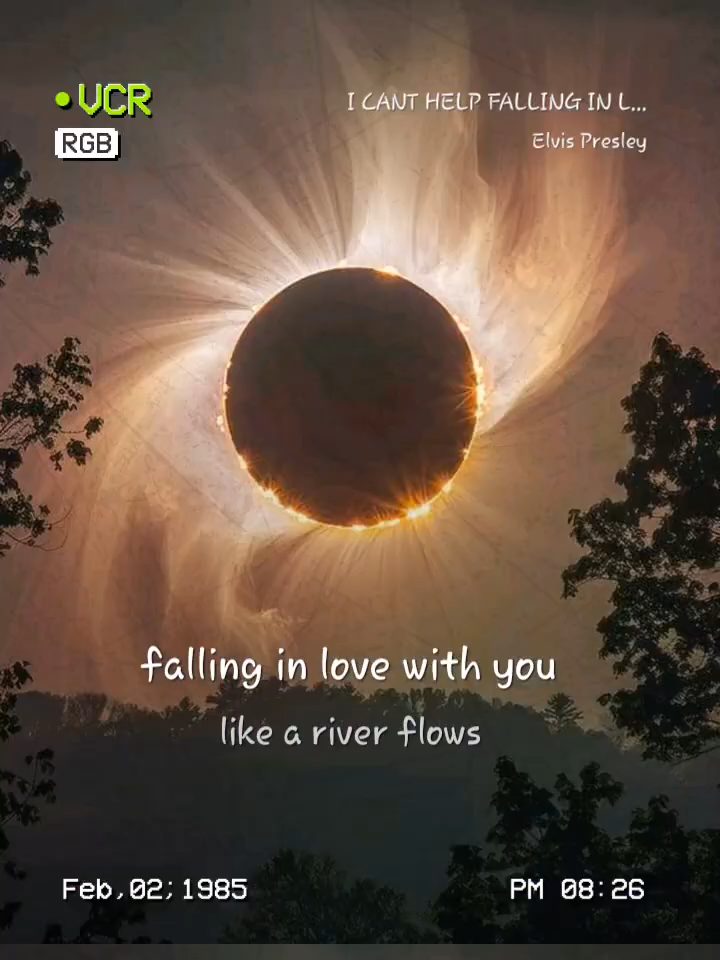 •VCR
I CANT HELP FALLING IN L...
RGB
Elvis Presley
falling in love with you
like a river flows
Feb,02;1985
PM 08:26